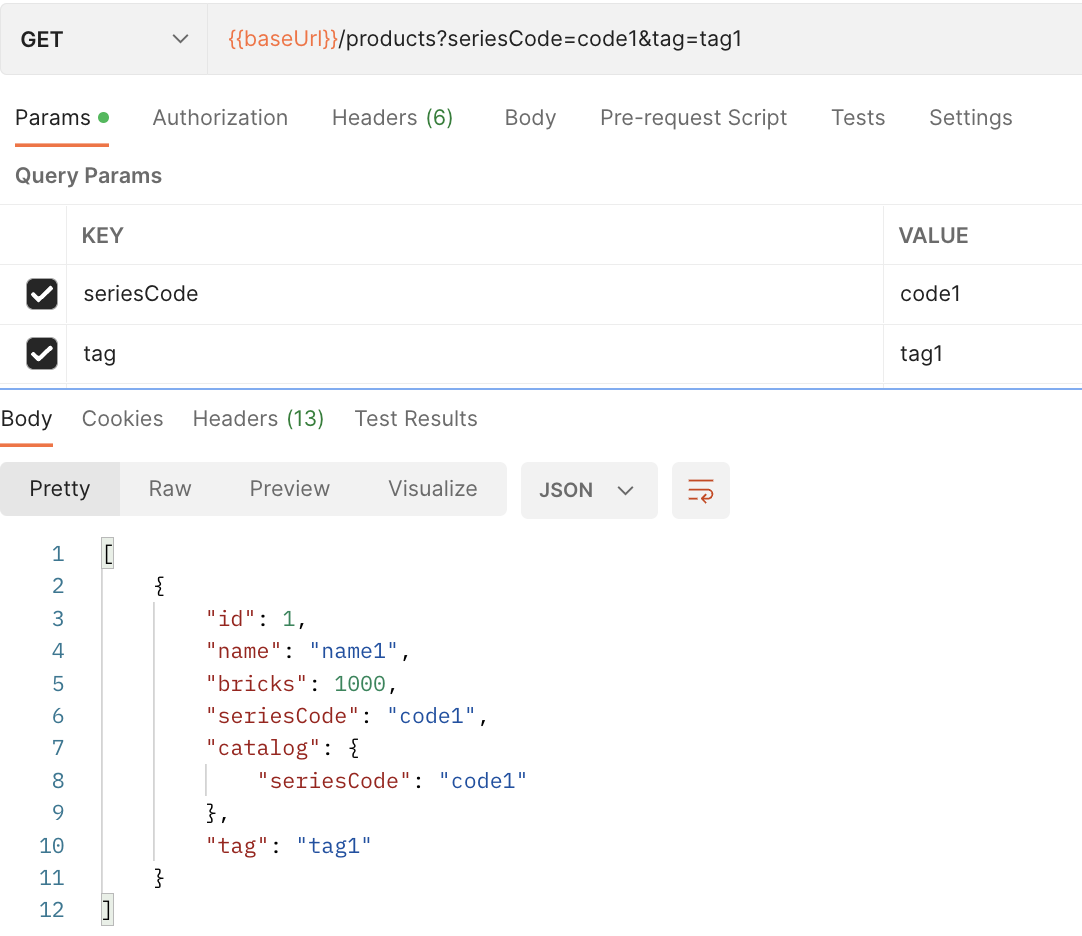 GET {{baseUrl}}/products?seriesCode=code1&tag=tag1
Params Authorization Headers (6) Body Pre-request Script Tests Settings
Query Params
KEY VALUE
seriesCode code1
tag tag1
Body Cookies Headers (13) Test Results
Pretty Raw Preview Visualize JSON
1 [
2 {
3 "id": 1,
4 "name": "name1",
5 "bricks": 1000,
6 "seriesCode": "code1",
7 "catalog": {
8 "seriesCode": "code1"
9 },
10 "tag": "tag1"
11 }
12 ]